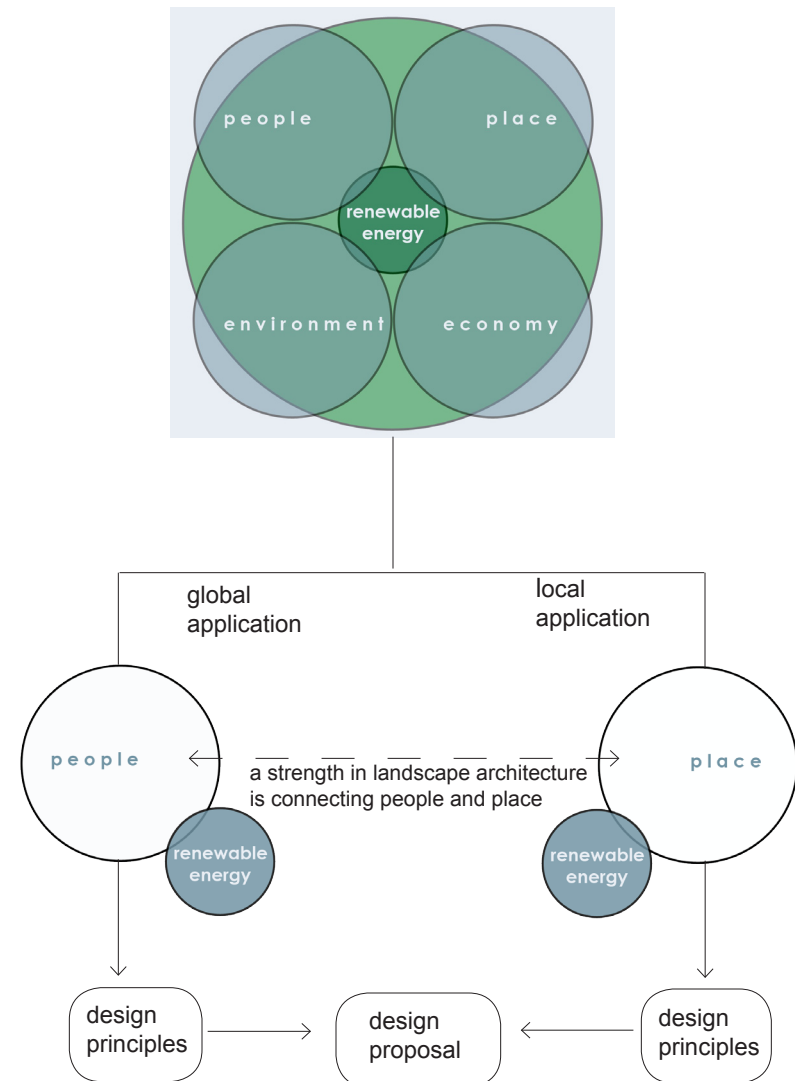 people
place
renewable
energy
environment
economy
global
application
local
application
people
place
a strength in landscape architecture
is connecting people and place
renewable
energy
renewable
energy
design
principles
design
proposal
design
principles